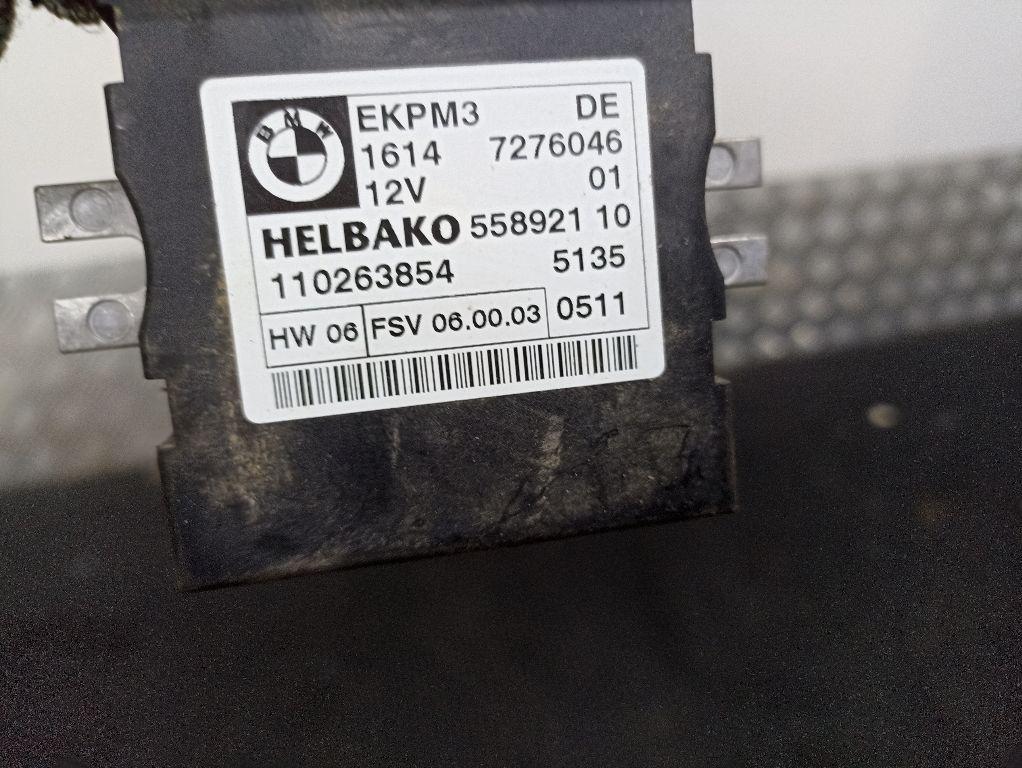 BMW
EKPM3 DE
1614 7276046
12V 01
HELBAKO 558921 10
110263854 5135
HW 06 FSV 06.00.03 0511